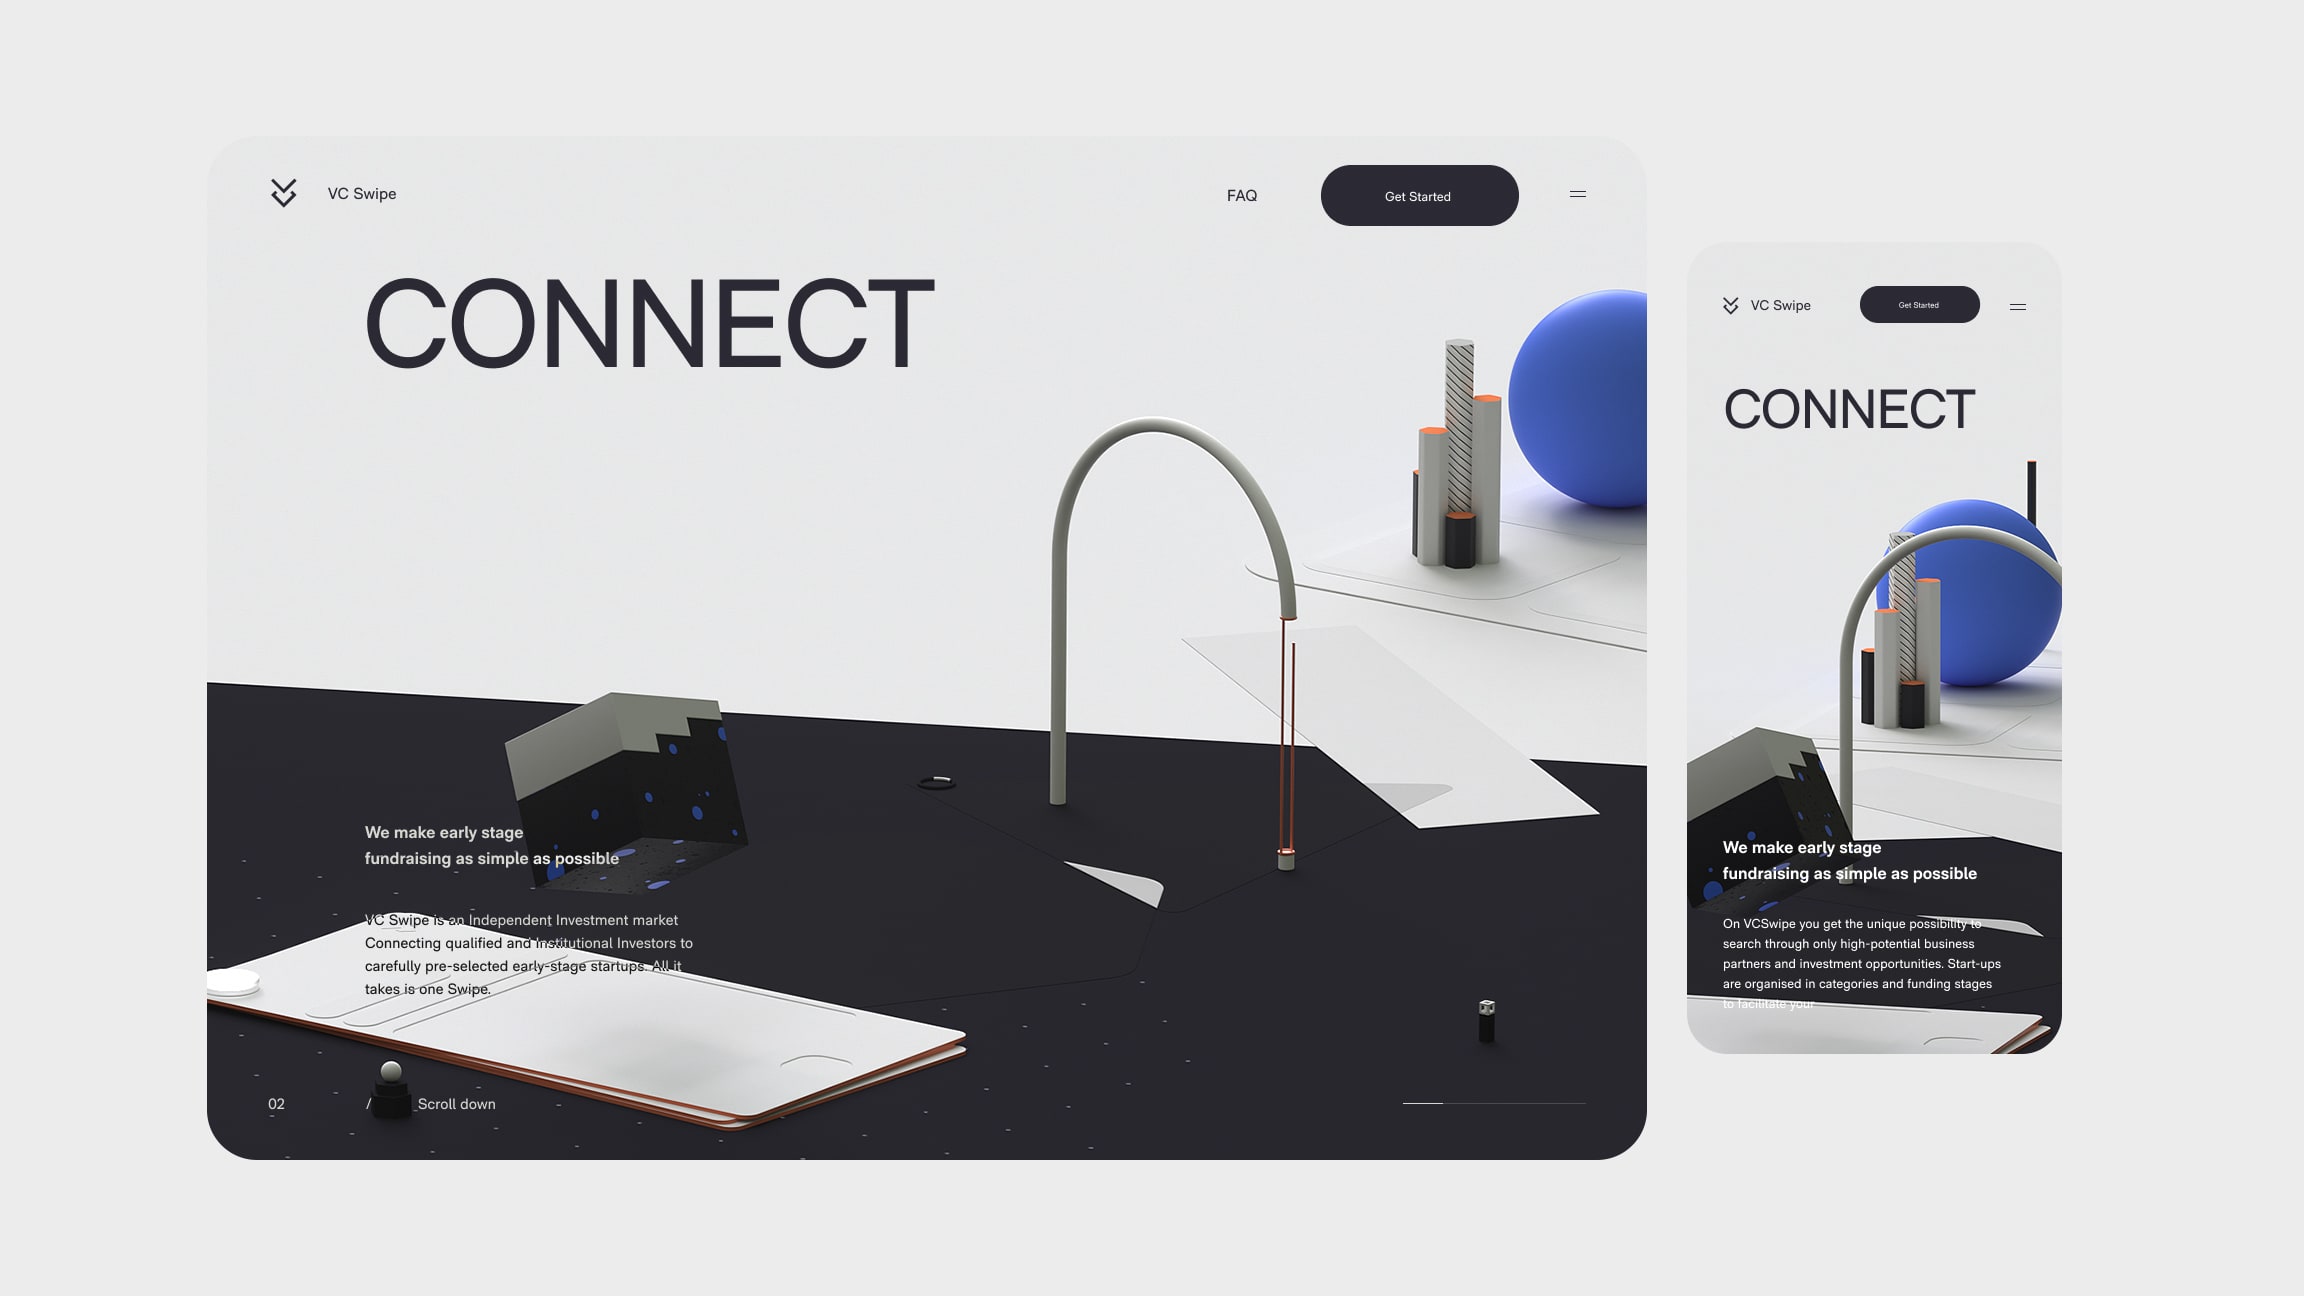 VC Swipe
FAQ
Get Started
CONNECT
We make early stage
fundraising as simple as possible
VC Swipe is an Independent Investment market
Connecting qualified and Institutional Investors to
carefully pre-selected early-stage startups. All it
takes is one Swipe.
02
/
Scroll down
VC Swipe
Get Started
CONNECT
We make early stage
fundraising as simple as possible
On VCSwipe you get the unique possibility to
search through only high-potential business
partners and investment opportunities. Start-ups
are organised in categories and funding stages
to facilitate your